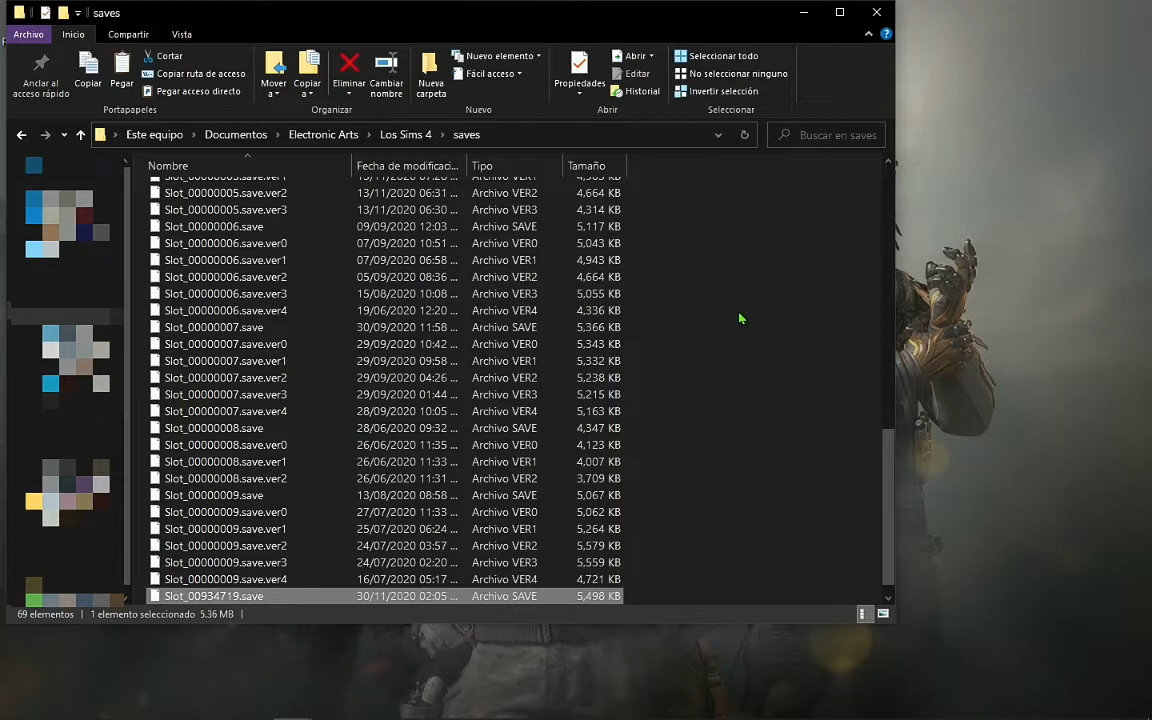 saves
Archivo Inicio Compartir Vista
Anclar al acceso rápido
Copiar
Pegar
Cortar
Copiar ruta de acceso
Pegar acceso directo
Portapapeles
Mover a
Copiar a
Eliminar
Cambiar nombre
Organizar
Nueva carpeta
Nuevo elemento
Fácil acceso
Nuevo
Propiedades
Abrir
Editar
Historial
Abrir
Seleccionar todo
No seleccionar ninguno
Invertir selección
Seleccionar
Este equipo > Documentos > Electronic Arts > Los Sims 4 > saves
Buscar en saves
Nombre Fecha de modificaci... Tipo Tamaño
Slot_00000005.save.ver2 13/11/2020 06:31 ... Archivo VER2 4,664 KB
Slot_00000005.save.ver3 13/11/2020 06:30 ... Archivo VER3 4,314 KB
Slot_00000006.save 09/09/2020 12:03 ... Archivo SAVE 5,117 KB
Slot_00000006.save.ver0 07/09/2020 10:51 ... Archivo VER0 5,043 KB
Slot_00000006.save.ver1 07/09/2020 06:58 ... Archivo VER1 4,943 KB
Slot_00000006.save.ver2 05/09/2020 08:36 ... Archivo VER2 4,664 KB
Slot_00000006.save.ver3 15/08/2020 10:08 ... Archivo VER3 5,055 KB
Slot_00000006.save.ver4 19/06/2020 12:20 ... Archivo VER4 4,336 KB
Slot_00000007.save 30/09/2020 11:58 ... Archivo SAVE 5,366 KB
Slot_00000007.save.ver0 29/09/2020 10:42 ... Archivo VER0 5,343 KB
Slot_00000007.save.ver1 29/09/2020 09:58 ... Archivo VER1 5,332 KB
Slot_00000007.save.ver2 29/09/2020 04:26 ... Archivo VER2 5,238 KB
Slot_00000007.save.ver3 29/09/2020 01:44 ... Archivo VER3 5,215 KB
Slot_00000007.save.ver4 28/09/2020 10:05 ... Archivo VER4 5,163 KB
Slot_00000008.save 28/06/2020 09:32 ... Archivo SAVE 4,347 KB
Slot_00000008.save.ver0 26/06/2020 11:35 ... Archivo VER0 4,123 KB
Slot_00000008.save.ver1 26/06/2020 11:33 ... Archivo VER1 4,007 KB
Slot_00000008.save.ver2 26/06/2020 11:31 ... Archivo VER2 3,709 KB
Slot_00000009.save 13/08/2020 08:58 ... Archivo SAVE 5,067 KB
Slot_00000009.save.ver0 27/07/2020 11:33 ... Archivo VER0 5,062 KB
Slot_00000009.save.ver1 25/07/2020 06:24 ... Archivo VER1 5,264 KB
Slot_00000009.save.ver2 24/07/2020 03:57 ... Archivo VER2 5,579 KB
Slot_00000009.save.ver3 24/07/2020 02:20 ... Archivo VER3 5,559 KB
Slot_00000009.save.ver4 16/07/2020 05:17 ... Archivo VER4 4,721 KB
Slot_00934719.save 30/11/2020 02:05 ... Archivo SAVE 5,498 KB
69 elementos 1 elemento seleccionado 5.36 MB